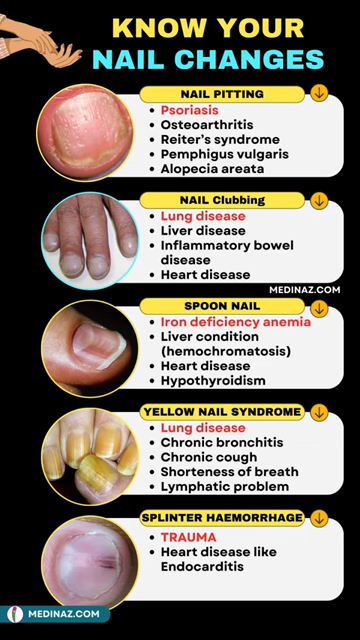 KNOW YOUR
NAIL CHANGES
NAIL PITTING
Psoriasis
Osteoarthritis
Reiter's syndrome
Pemphigus vulgaris
Alopecia areata
NAIL Clubbing
Lung disease
Liver disease
Inflammatory bowel
disease
Heart disease
MEDINAZ.COM
SPOON NAIL
Iron deficiency anemia
Liver condition
(hemochromatosis)
Heart disease
Hypothyroidism
YELLOW NAIL SYNDROME
Lung disease
Chronic bronchitis
Chronic cough
Shorteness of breath
Lymphatic problem
SPLINTER HAEMORRHAGE
TRAUMA
Heart disease like
Endocarditis
MEDINAZ.COM